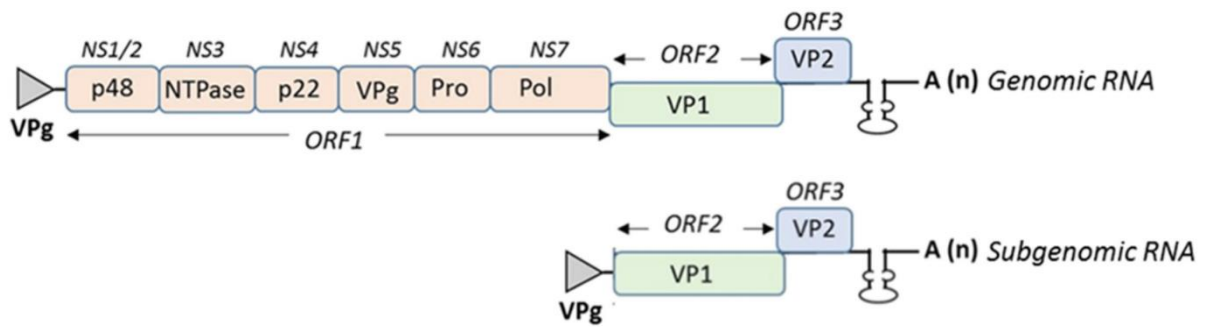 ORF3
NS1/2 NS3 NS4 NS5 NS6 NS7
ORF2
VP2
p48 NTPase p22 VPg Pro Pol
A (n) Genomic RNA
VP1
VPg
ORF1
ORF3
ORF2
VP2
A (n) Subgenomic RNA
VP1
VPg